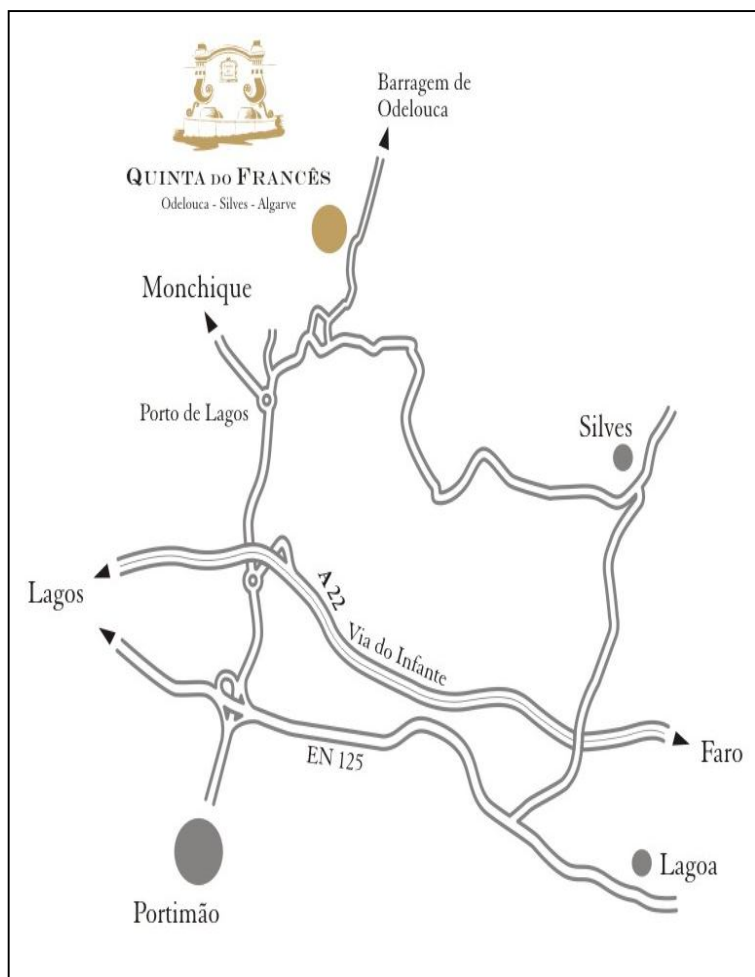 Barragem de
Odelouca
QUINTA DO FRANCÊS
Odelouca - Silves - Algarve
Monchique
Porto de Lagos
Silves
Lagos
A 22
Via do Infante
EN 125
Faro
Lagoa
Portimão